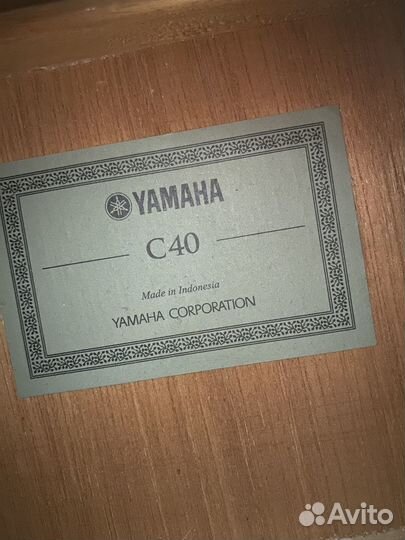 YAMAHA
C40
Made in Indonesia
YAMAHA CORPORATION
Avito